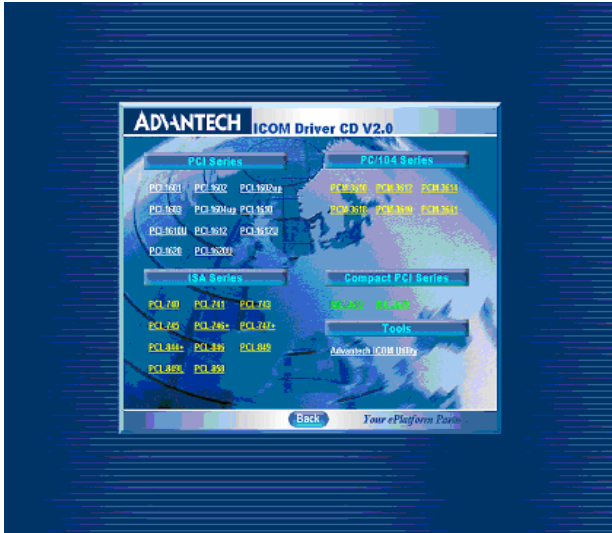 ADVANTECH ICOM Driver CD V2.0
PCI Series
PCI-1601 PCI-1602 PCI-1602up
PCI-1603 PCI-1604up PCI-1610
PCI-1610U PCI-1612 PCI-1612U
PCI-1620 PCI-1620U
PC/104 Series
PCM-3610 PCM-3612 PCM-3614
PCM-3618 PCM-3641
ISA Series
PCL-740 PCL-741 PCL-743
PCL-745 PCL-746+ PCL-747+
PCL-844+ PCL-846 PCL-849
PCL-849L PCL-858
Compact PCI Series
Tools
Advantech ICOM Utility
Back
Your ePlatform